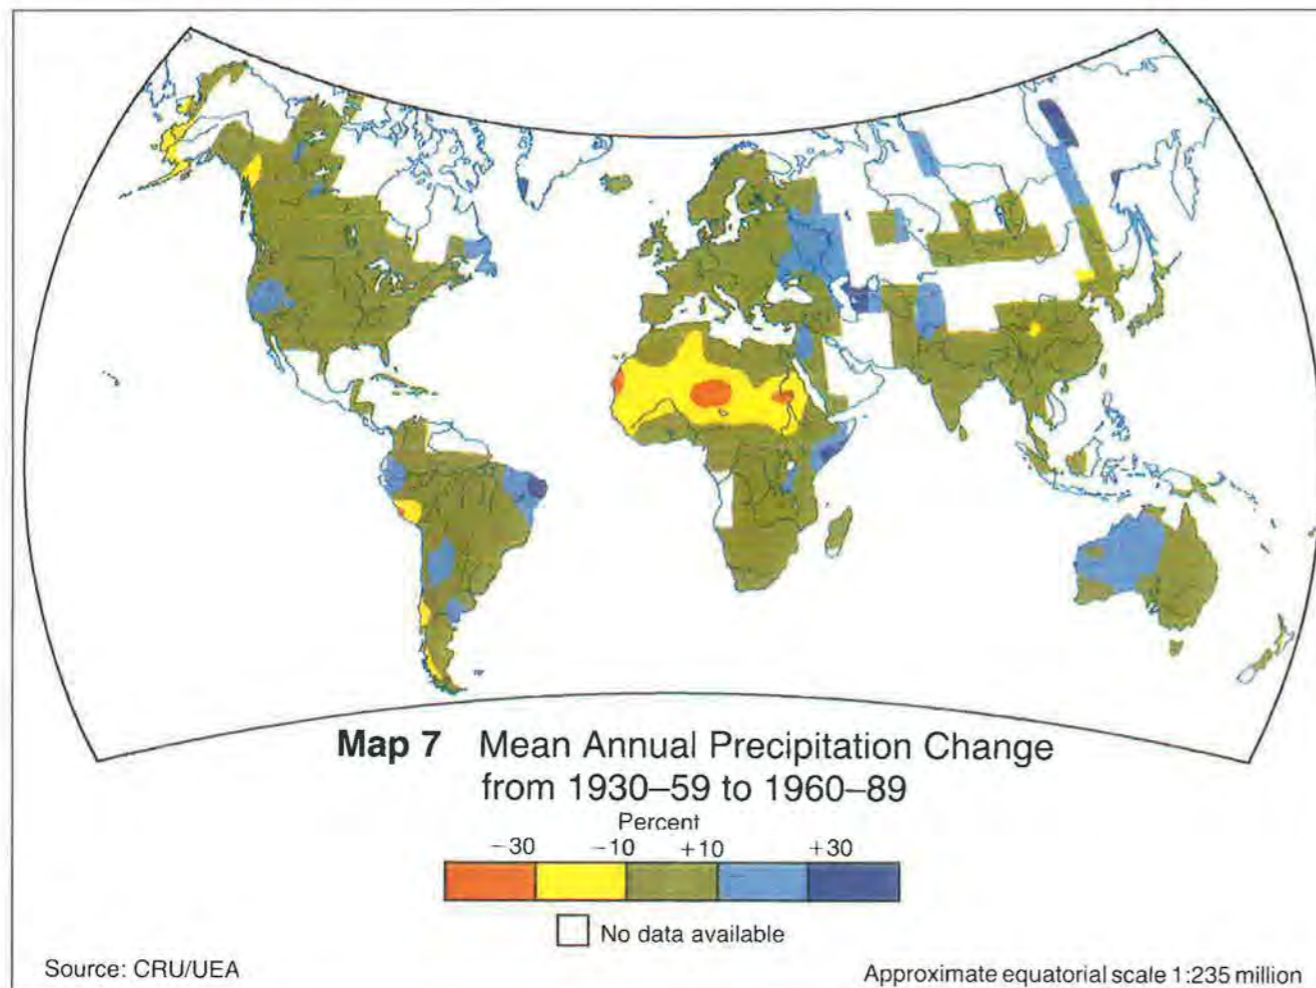 Map 7 Mean Annual Precipitation Change
from 1930–59 to 1960–89
Percent
−30 −10 +10 +30
No data available
Source: CRU/UEA
Approximate equatorial scale 1:235 million